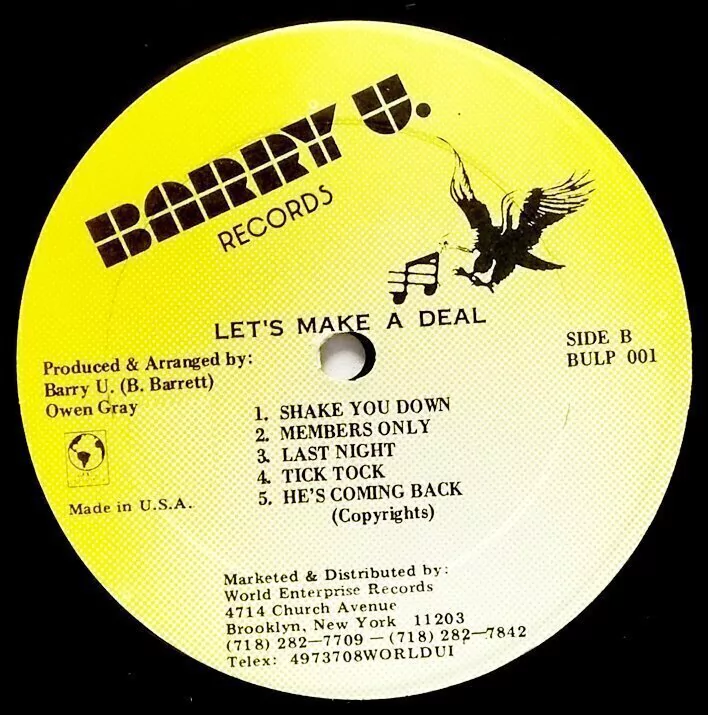 BARRY U.
RECORDS
LET'S MAKE A DEAL
SIDE B
BULP 001
Produced & Arranged by:
Barry U. (B. Barrett)
Owen Gray
1. SHAKE YOU DOWN
2. MEMBERS ONLY
3. LAST NIGHT
4. TICK TOCK
5. HE'S COMING BACK
(Copyrights)
Made in U.S.A.
Marketed & Distributed by:
World Enterprise Records
4714 Church Avenue
Brooklyn, New York 11203
(718) 282—7709 — (718) 282—7842
Telex: 4973708WORLDUI